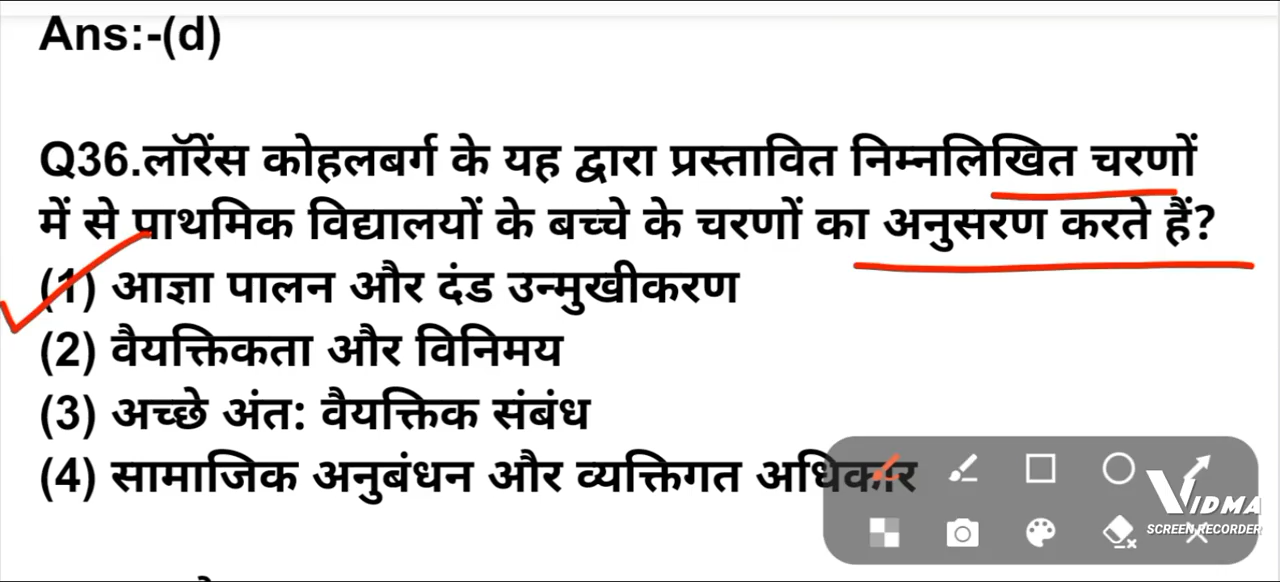 Ans:-(d)
Q36.लॉरेंस कोहलबर्ग के यह द्वारा प्रस्तावित निम्नलिखित चरणों
में से पाथमिक विद्यालयों के बच्चे के चरणों का अनुसरण करते हैं?
(1) आज्ञा पालन और दंड उन्मुखीकरण
(2) वैयक्तिकता और विनिमय
(3) अच्छे अंत: वैयक्तिक संबंध
(4) सामाजिक अनुबंधन और व्यक्तिगत अधिकार
VIDMA
SCREEN RECORDER